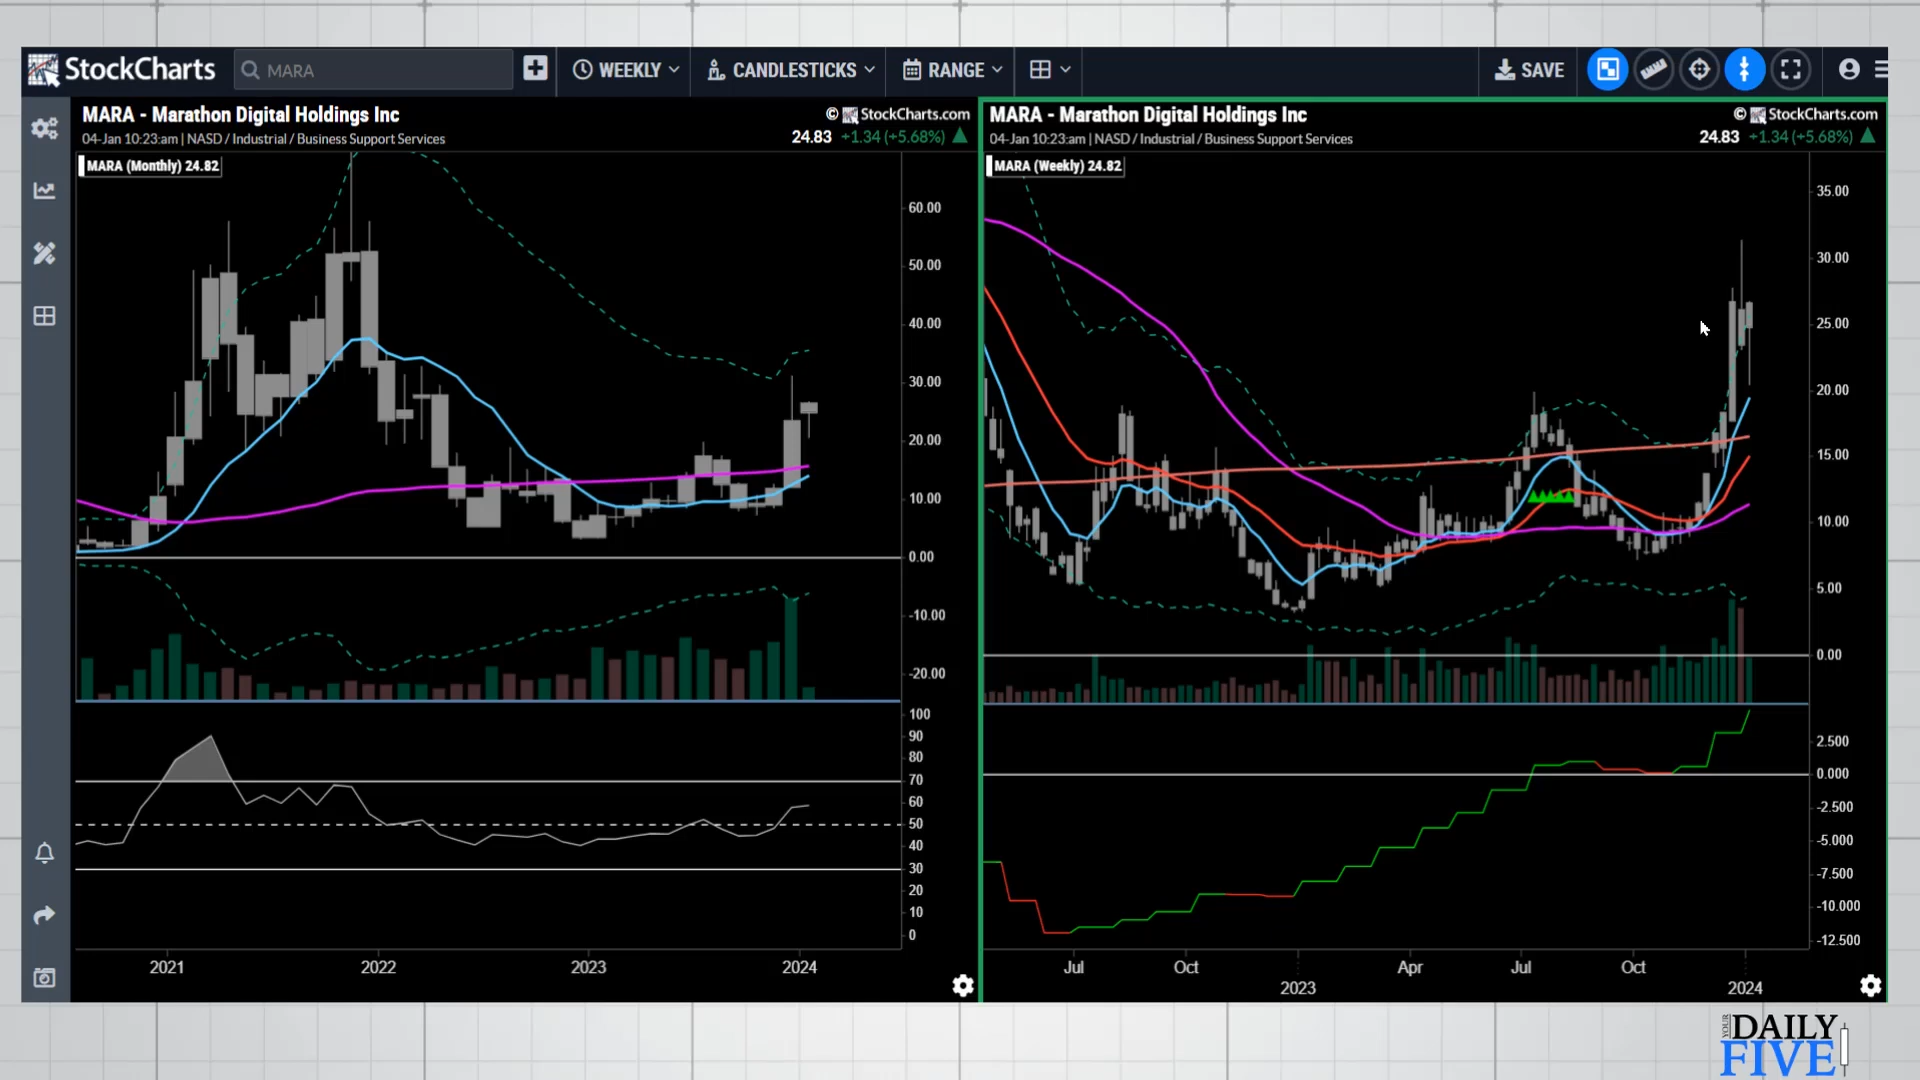 StockCharts
MARA
WEEKLY
CANDLESTICKS
RANGE
SAVE
MARA - Marathon Digital Holdings Inc
© StockCharts.com
04-Jan 10:23:am | NASD / Industrial / Business Support Services
24.83 +1.34 (+5.68%)
MARA (Monthly) 24.82
60.00
50.00
40.00
30.00
20.00
10.00
0.00
-10.00
-20.00
100
90
80
70
60
50
40
30
20
10
0
2021 2022 2023 2024
MARA - Marathon Digital Holdings Inc
© StockCharts.com
04-Jan 10:23:am | NASD / Industrial / Business Support Services
24.83 +1.34 (+5.68%)
MARA (Weekly) 24.82
35.00
30.00
25.00
20.00
15.00
10.00
5.00
0.00
2.500
0.000
-2.500
-5.000
-7.500
-10.000
-12.500
Jul Oct Apr Jul Oct
2023 2024
YOUR
DAILY
FIVE